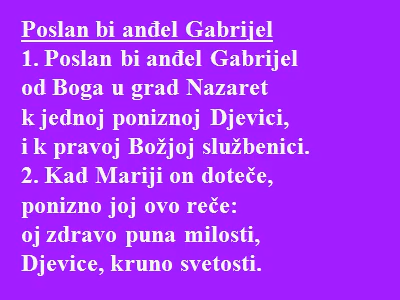 Poslan bi anđel Gabrijel
1. Poslan bi anđel Gabrijel
od Boga u grad Nazaret
k jednoj poniznoj Djevici,
i k pravoj Božjoj službenici.
2. Kad Mariji on doteče,
ponizno joj ovo reče:
oj zdravo puna milosti,
Djevice, kruno svetosti.